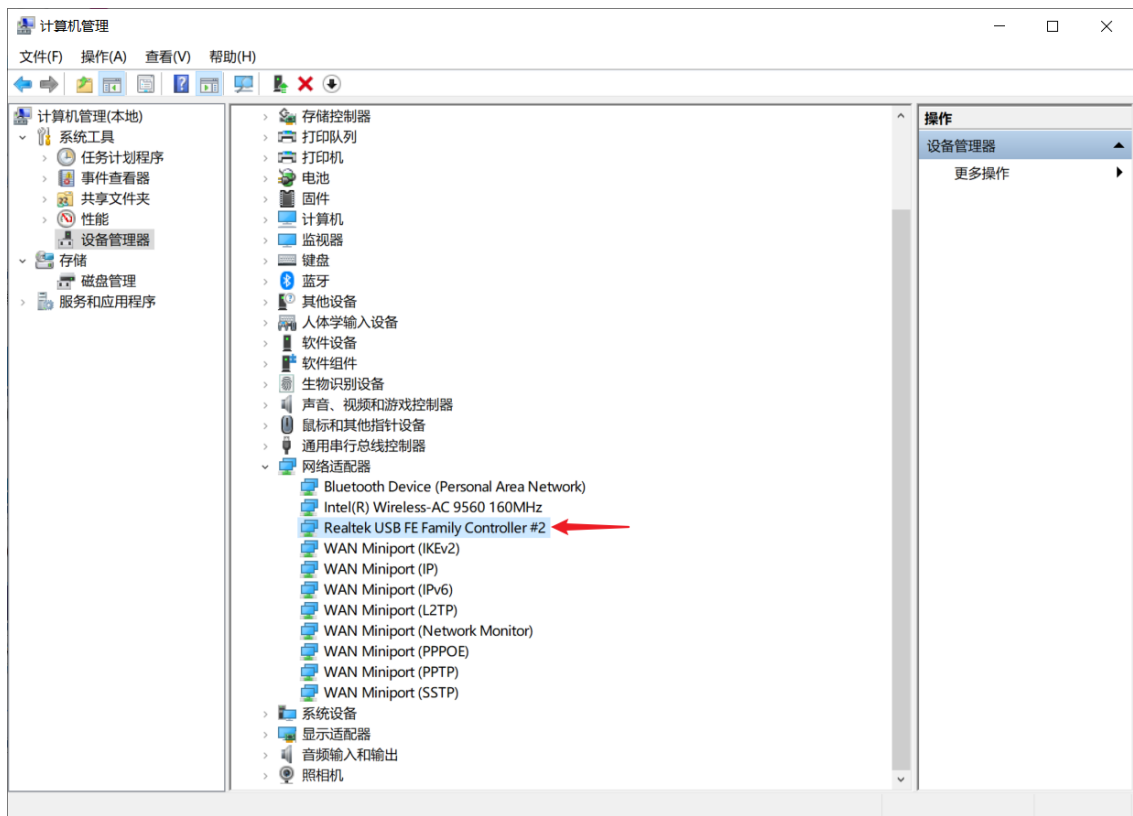 计算机管理
文件(F) 操作(A) 查看(V) 帮助(H)
计算机管理(本地)
系统工具
任务计划程序
事件查看器
共享文件夹
性能
设备管理器
存储
磁盘管理
服务和应用程序
存储控制器
打印队列
打印机
电池
固件
计算机
监视器
键盘
蓝牙
其他设备
人体学输入设备
软件设备
软件组件
生物识别设备
声音、视频和游戏控制器
鼠标和其他指针设备
通用串行总线控制器
网络适配器
Bluetooth Device (Personal Area Network)
Intel(R) Wireless-AC 9560 160MHz
Realtek USB FE Family Controller #2
WAN Miniport (IKEv2)
WAN Miniport (IP)
WAN Miniport (IPv6)
WAN Miniport (L2TP)
WAN Miniport (Network Monitor)
WAN Miniport (PPPOE)
WAN Miniport (PPTP)
WAN Miniport (SSTP)
系统设备
显示适配器
音频输入和输出
照相机
操作
设备管理器
更多操作